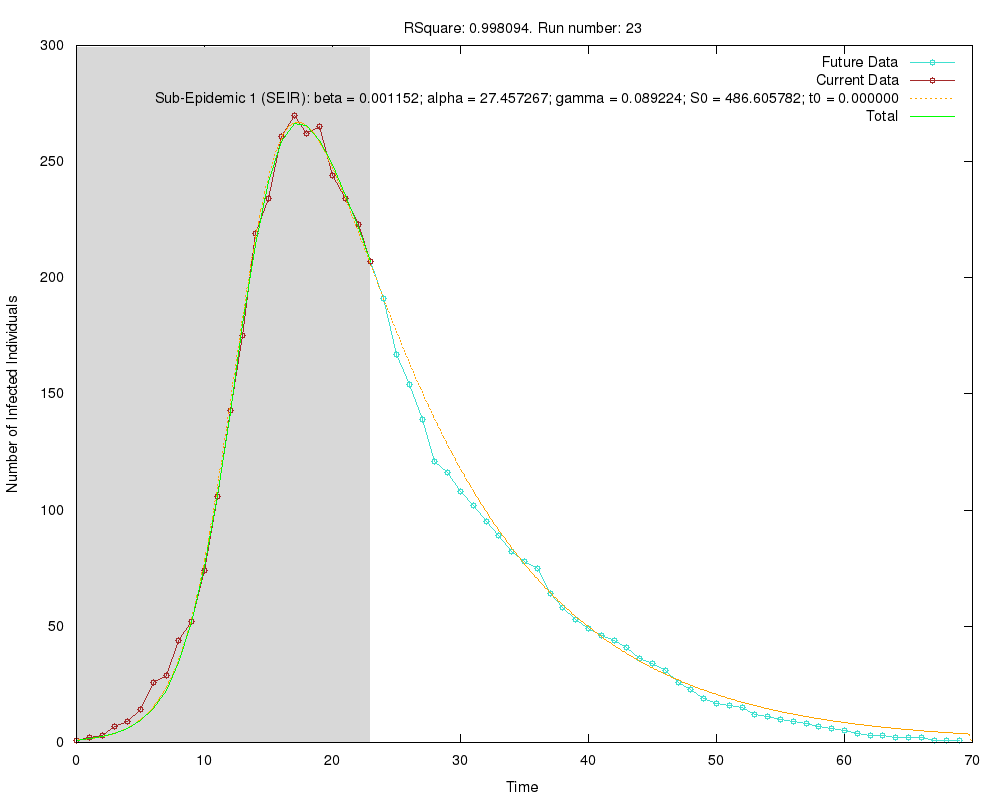 RSquare: 0.998094. Run number: 23
300
250
200
150
100
50
0
Number of Infected Individuals
Future Data
Current Data
Sub-Epidemic 1 (SEIR): beta = 0.001152; alpha = 27.457267; gamma = 0.089224; S0 = 486.605782; t0 = 0.000000
Total
0 10 20 30 40 50 60 70
Time